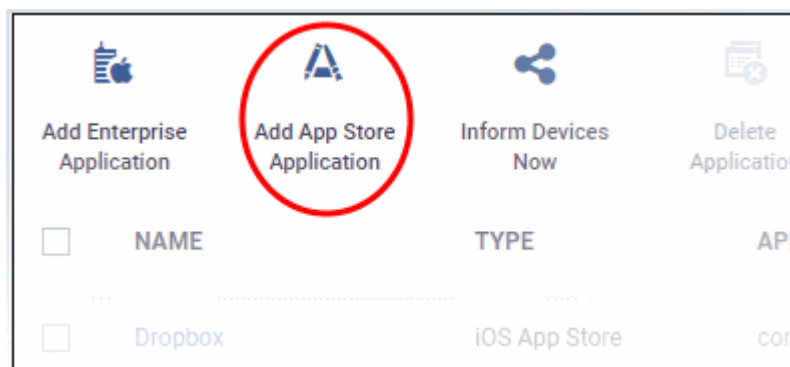 Add Enterprise Application
Add App Store Application
Inform Devices Now
Delete
NAME TYPE
Dropbox iOS App Store